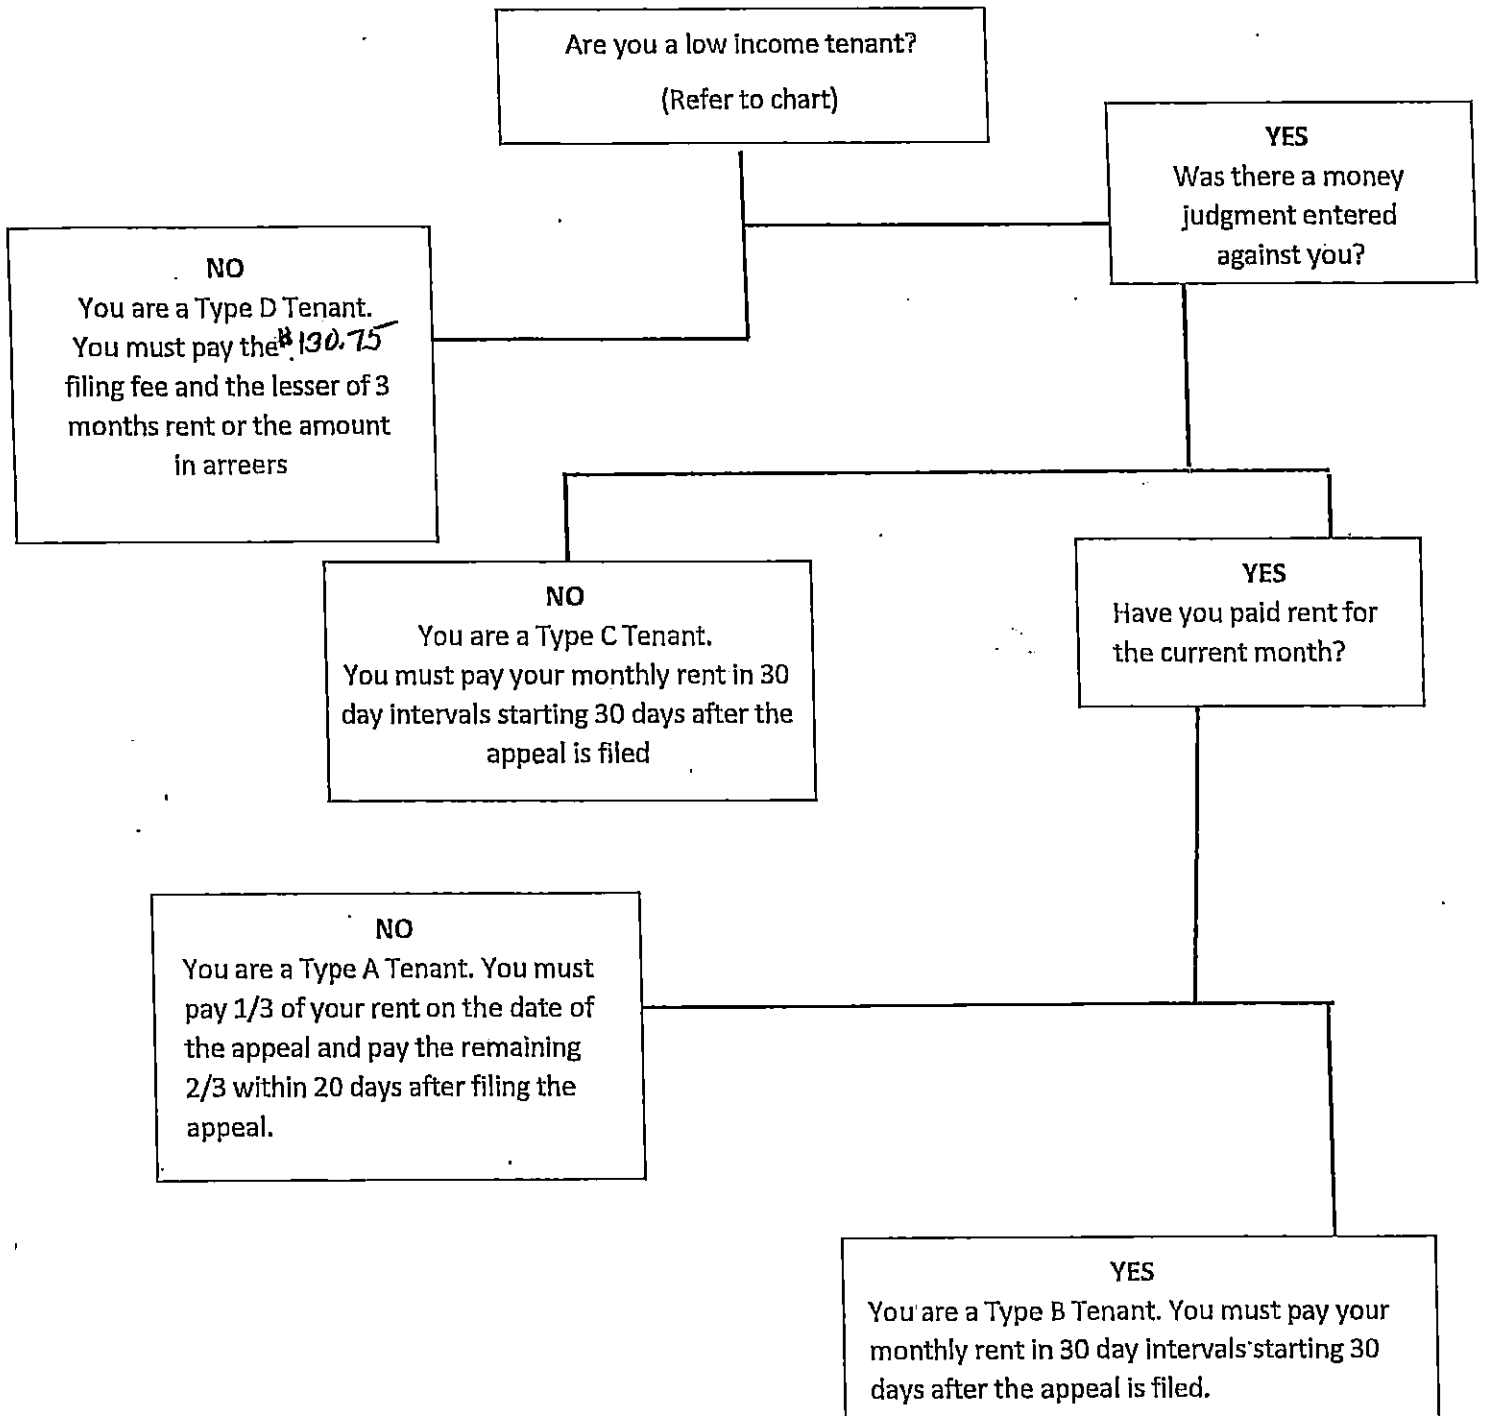 Are you a low income tenant?
(Refer to chart)
YES
Was there a money
judgment entered
against you?
NO
You are a Type D Tenant.
You must pay the $130.75
filing fee and the lesser of 3
months rent or the amount
in arreers
NO
You are a Type C Tenant.
You must pay your monthly rent in 30
day intervals starting 30 days after the
appeal is filed
YES
Have you paid rent for
the current month?
NO
You are a Type A Tenant. You must
pay 1/3 of your rent on the date of
the appeal and pay the remaining
2/3 within 20 days after filing the
appeal.
YES
You are a Type B Tenant. You must pay your
monthly rent in 30 day intervals starting 30
days after the appeal is filed.